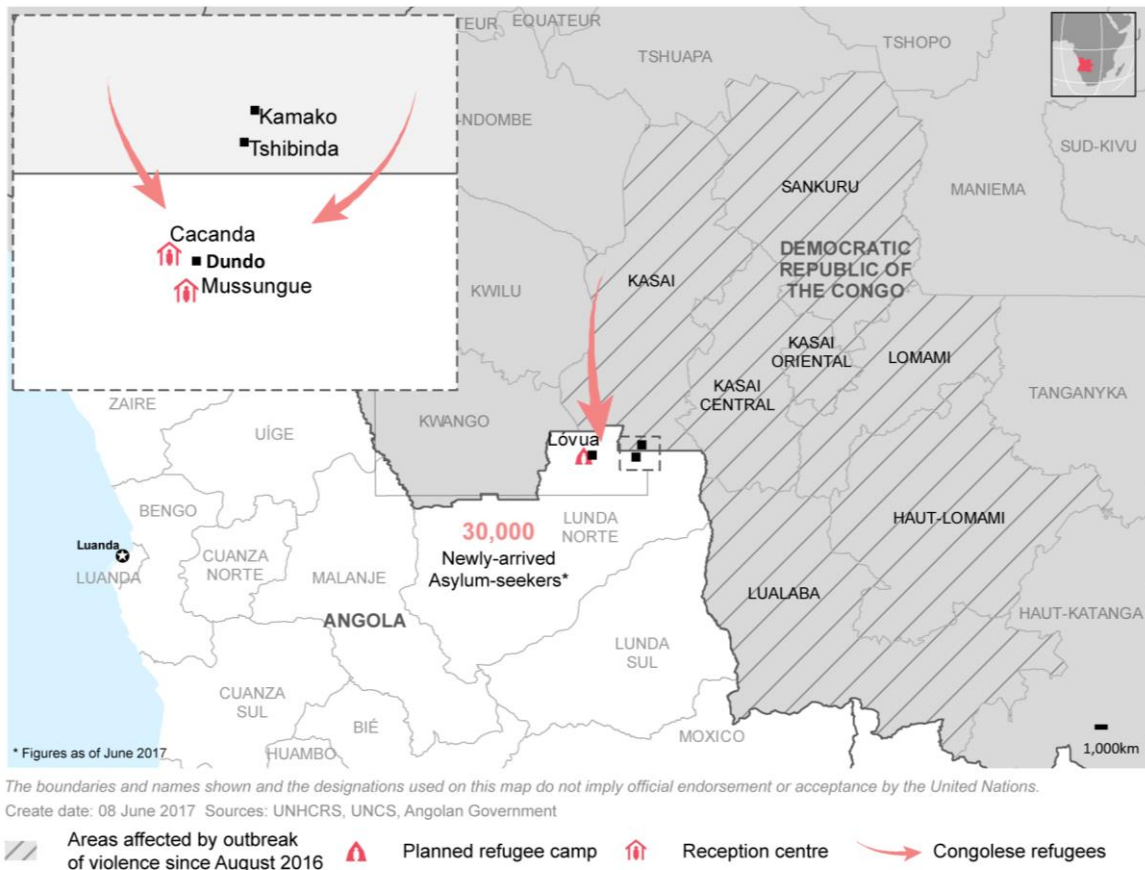 TEUR
EQUATEUR
TSHUAPA
TSHOPO
-NDOMBE
SUD-KIVU
MANIEMA
Kamako
Tshibinda
Cacanda
Dundo
Mussungue
SANKURU
DEMOCRATIC
REPUBLIC OF
THE CONGO
KASAI
KWILU
KASAI
ORIENTAL
LOMAMI
KASAI
CENTRAL
TANGANYKA
ZAIRE
UÍGE
KWANGO
Lóvua
BENGO
30,000
Newly-arrived
Asylum-seekers*
LUNDA
NORTE
HAUT-LOMAMI
Luanda
LUANDA
CUANZA
NORTE
MALANJE
LUALABA
ANGOLA
HAUT-KATANGA
LUNDA
SUL
CUANZA
SUL
BIÉ
HUAMBO
MOXICO
* Figures as of June 2017
1,000km
The boundaries and names shown and the designations used on this map do not imply official endorsement or acceptance by the United Nations.
Create date: 08 June 2017 Sources: UNHCRS, UNCS, Angolan Government
Areas affected by outbreak
of violence since August 2016
Planned refugee camp
Reception centre
Congolese refugees